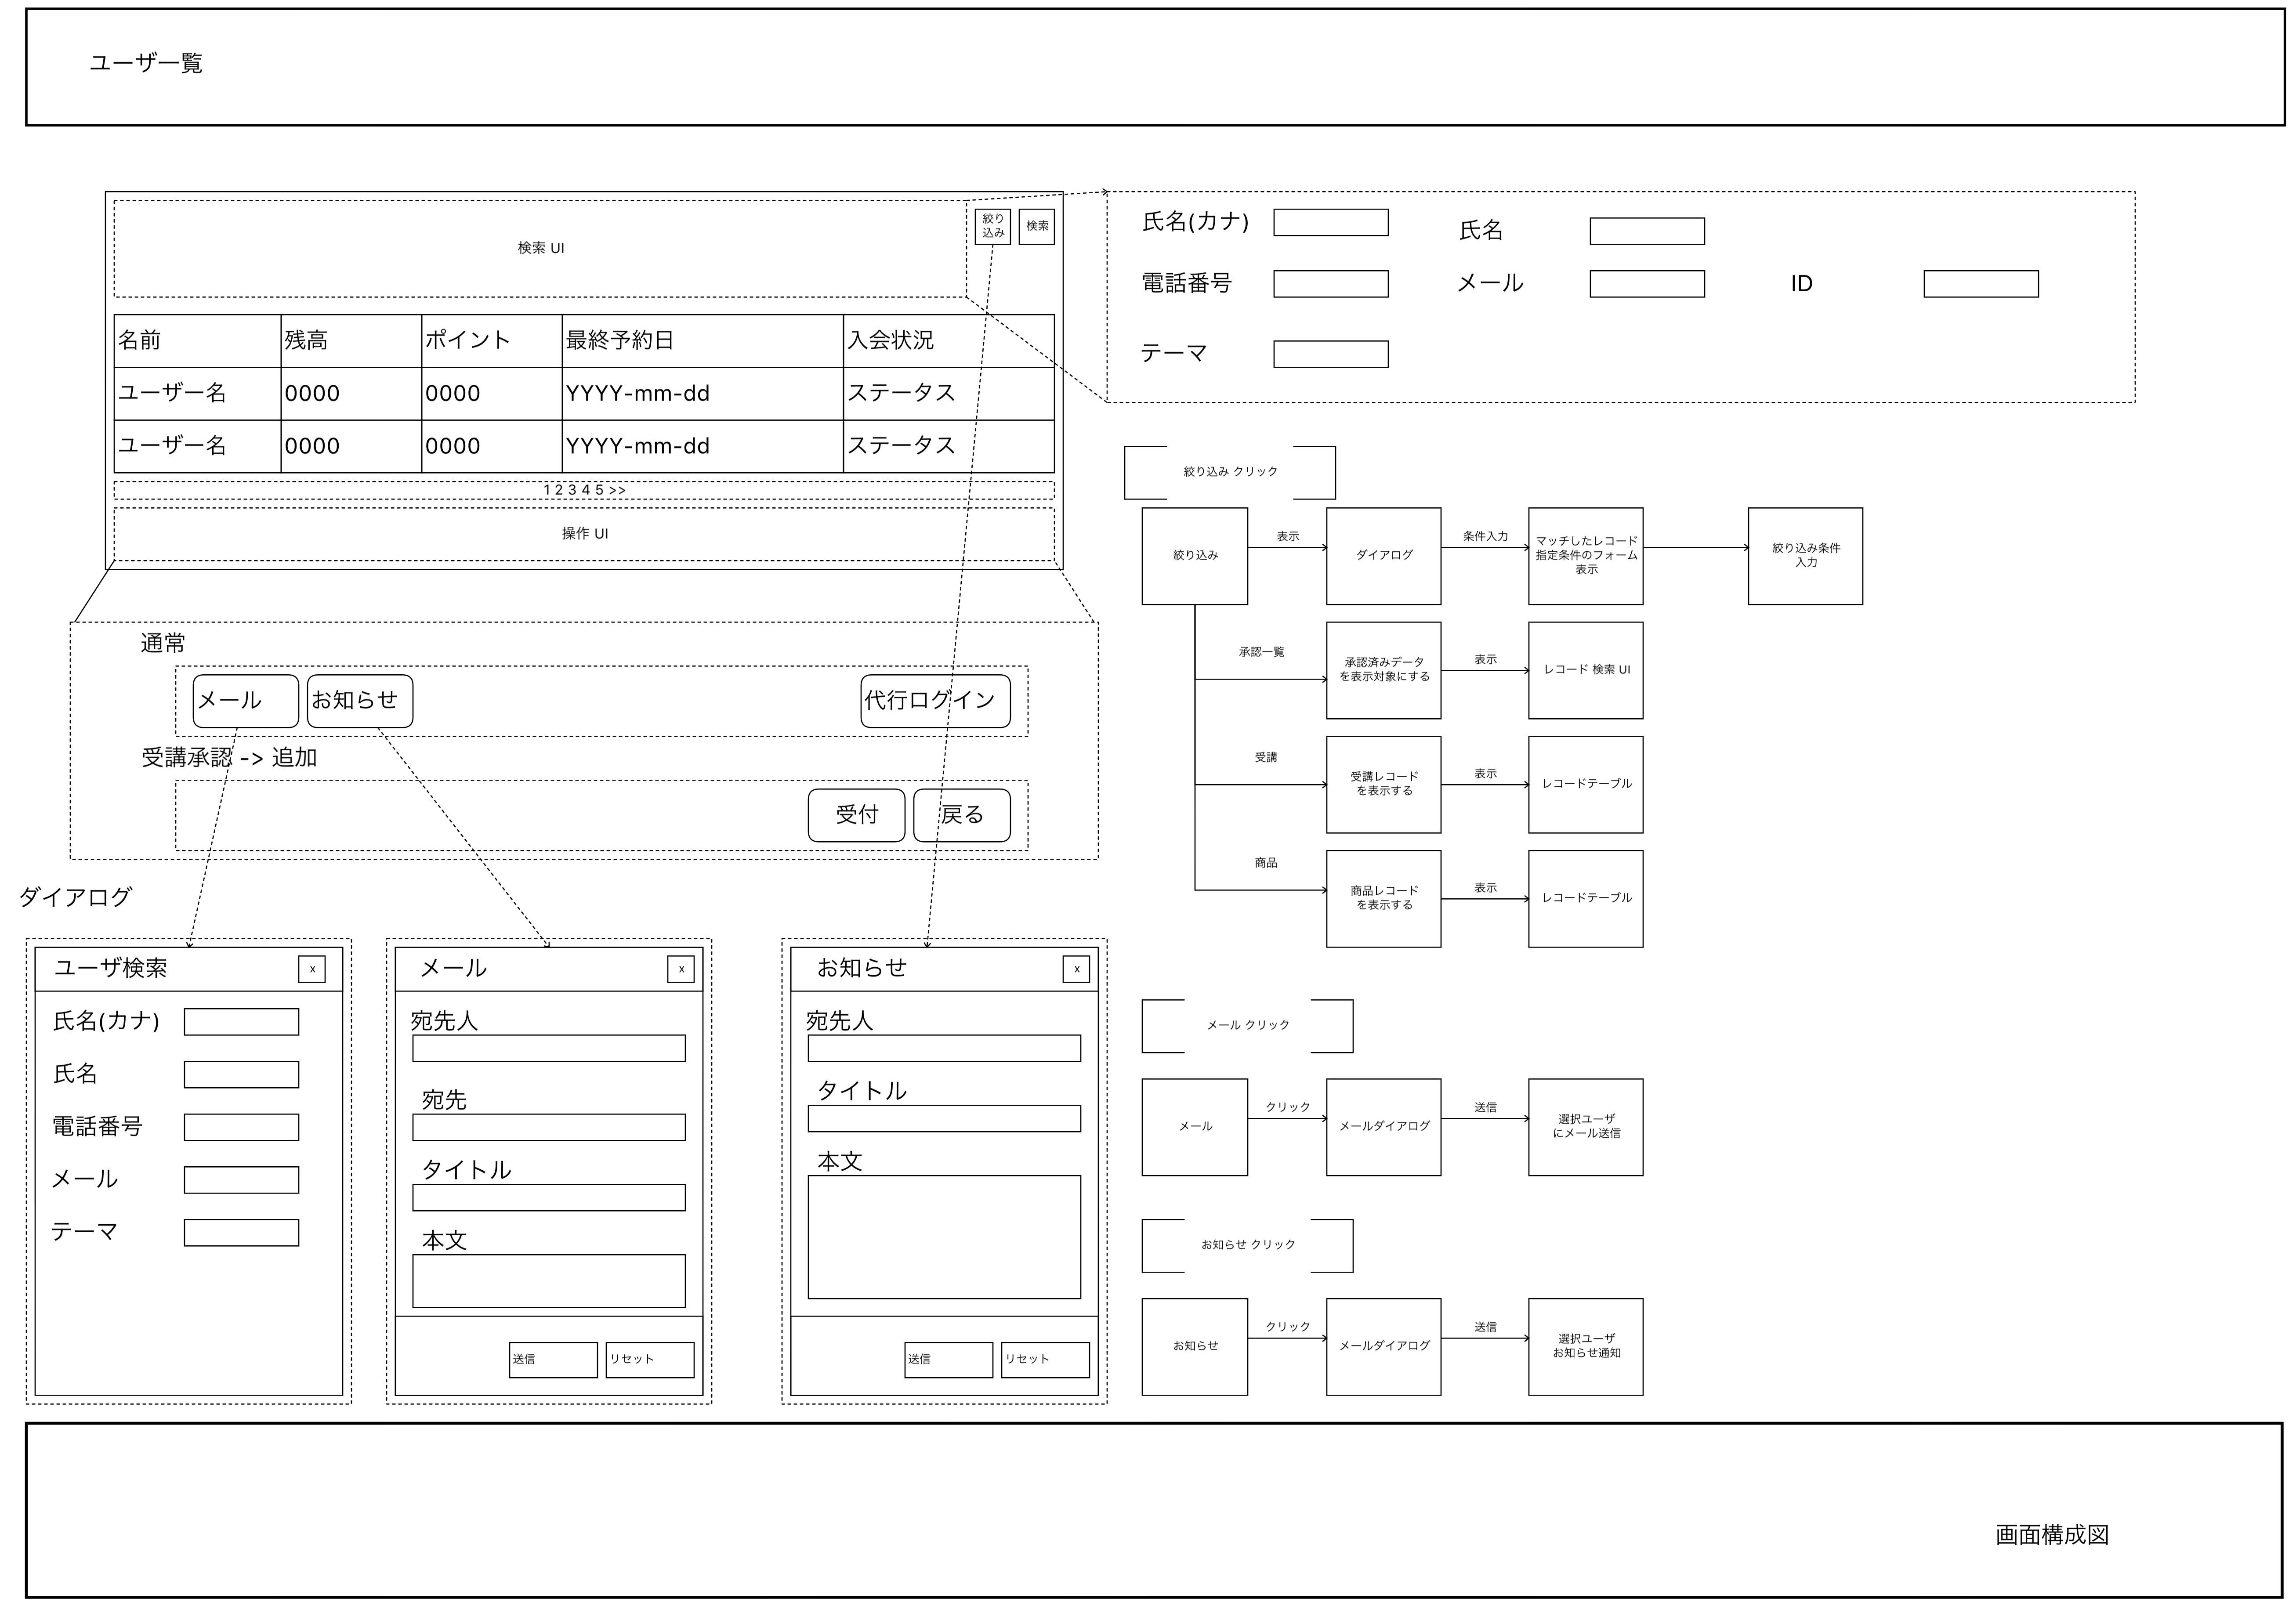 ユーザ一覧
検索 UI
絞り
込み
検索
名前 残高 ポイント 最終予約日 入会状況
ユーザー名 0000 0000 YYYY-mm-dd ステータス
ユーザー名 0000 0000 YYYY-mm-dd ステータス
1 2 3 4 5 >>
操作 UI
氏名(カナ) 氏名
電話番号 メール ID
テーマ
通常
メール お知らせ 代行ログイン
受講承認 -> 追加
受付 戻る
ダイアログ
ユーザ検索 x
氏名(カナ)
氏名
電話番号
メール
テーマ
メール x
宛先人
宛先
タイトル
本文
送信 リセット
お知らせ x
宛先人
タイトル
本文
送信 リセット
絞り込み クリック
絞り込み
表示
ダイアログ
条件入力
マッチしたレコード
指定条件のフォーム
表示
絞り込み条件
入力
承認一覧
承認済みデータ
を表示対象にする
表示
レコード 検索 UI
受講
受講レコード
を表示する
表示
レコードテーブル
商品
商品レコード
を表示する
表示
レコードテーブル
メール クリック
メール
クリック
メールダイアログ
送信
選択ユーザ
にメール送信
お知らせ クリック
お知らせ
クリック
メールダイアログ
送信
選択ユーザ
お知らせ通知
画面構成図